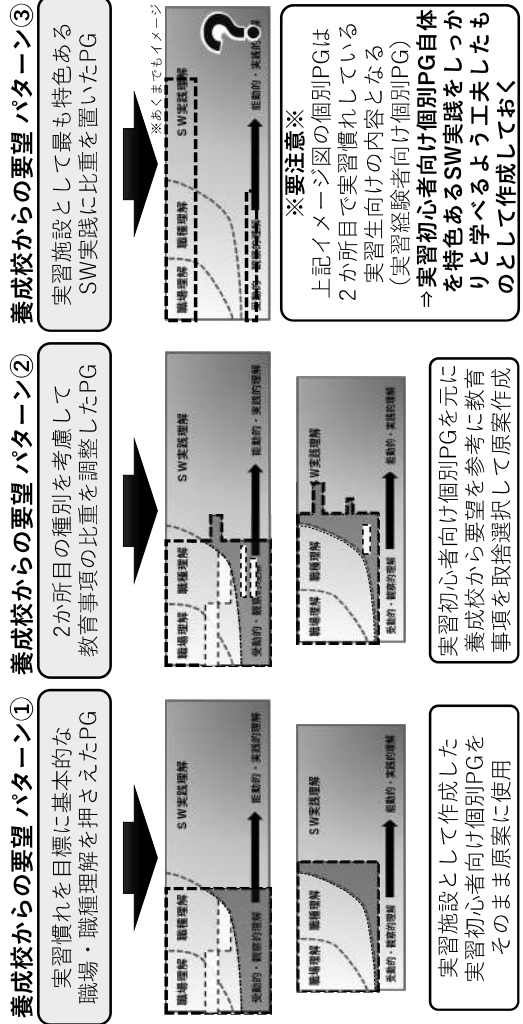 養成校からの要望 パターン①
実習慣れを目標に基本的な
職場・職種理解を押さえたPG
職場理解
職種理解
SW実践理解
受動的・観察的理解
能動的・実践的理解
職場理解
職種理解
SW実践理解
受動的・観察的理解
能動的・実践的理解
実習施設として作成した
実習初心者向け個別PGを
そのまま原案に使用
養成校からの要望 パターン②
2か所目の種別を考慮して
教育事項の比重を調整したPG
職場理解
職種理解
SW実践理解
受動的・観察
能動的・実践的理解
職場理解
職種理解
SW実践理解
受動的・観察的理解
能動的・実践的理解
実習初心者向け個別PGを元に
養成校から要望を参考に教育
事項を取捨選択して原案作成
養成校からの要望 パターン③
実習施設として最も特色ある
SW実践に比重を置いたPG
※あくまでもイメージ
職場理解
職種理解
SW実践理解
?
受動的・観察的理解
能動的・実践的理解
※要注意※
上記イメージ図の個別PGは
2か所目で実習慣れしている
実習生向けの内容となる
(実習経験者向け個別PG)
⇒実習初心者向け個別PG自体
を特色あるSW実践をしっか
りと学べるよう工夫したも
のとして作成しておく